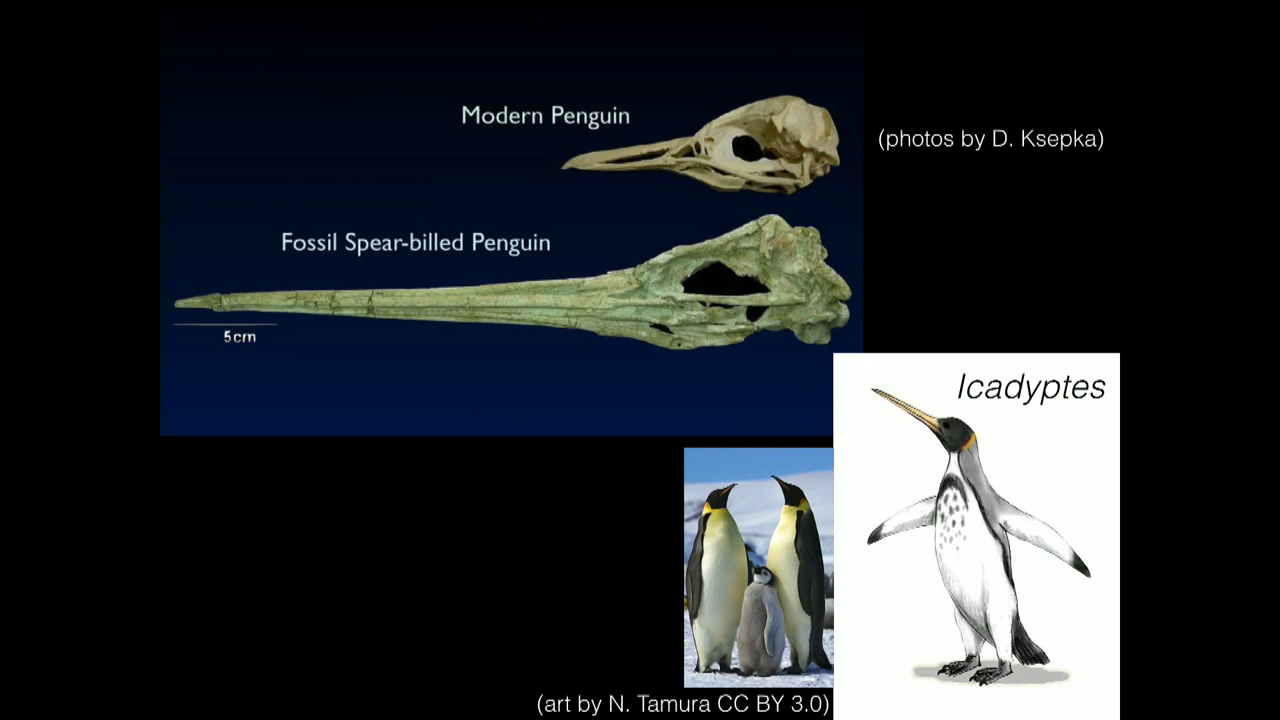 Modern Penguin
(photos by D. Ksepka)
Fossil Spear-billed Penguin
5cm
Icadyptes
(art by N. Tamura CC BY 3.0)